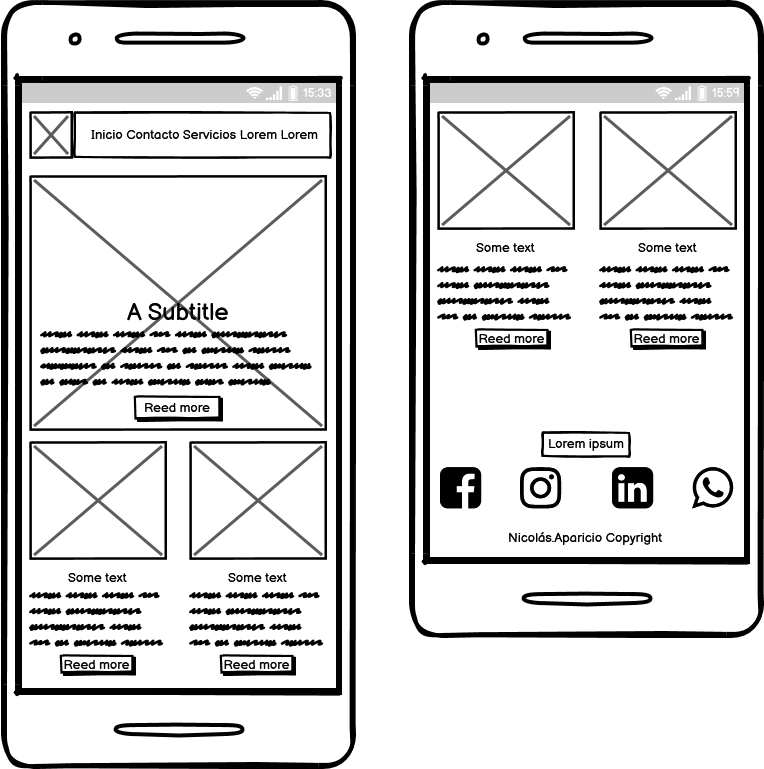 15:33
Inicio Contacto Servicios Lorem Lorem
A Subtitle
Reed more
Some text
Some text
Reed more
Reed more
15:59
Some text
Some text
Reed more
Reed more
Lorem ipsum
in
Nicolás.Aparicio Copyright